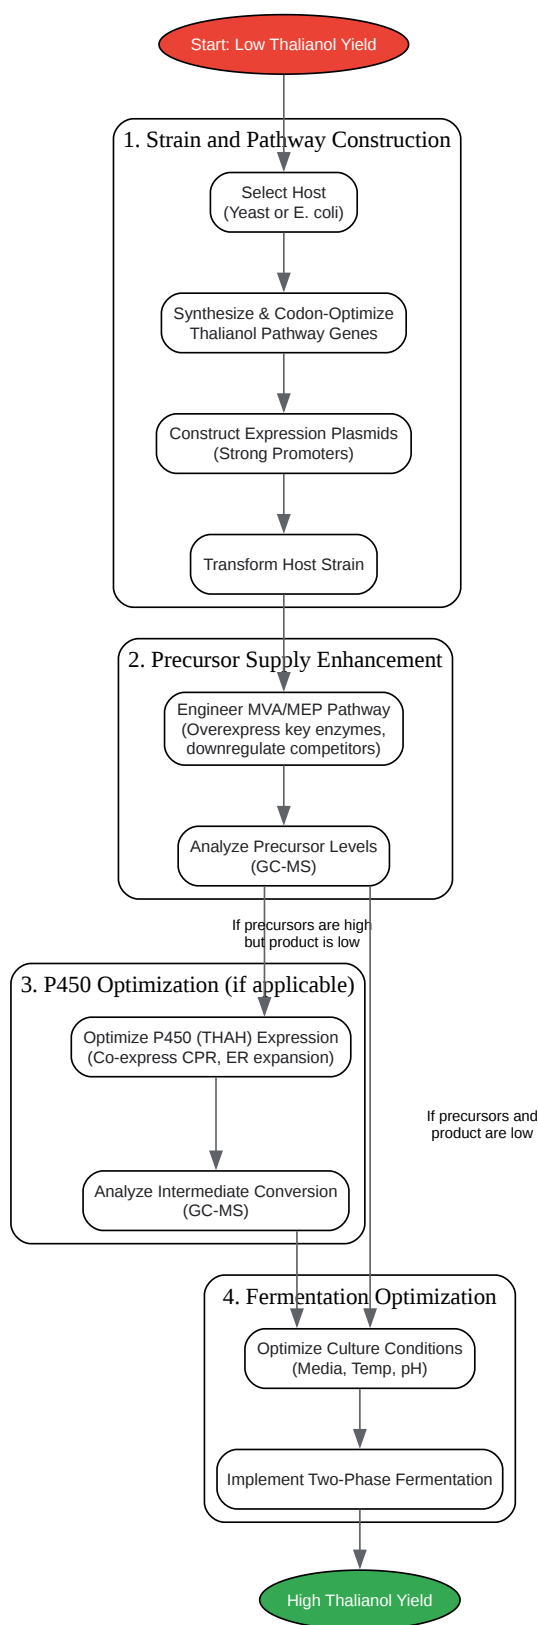 Start: Low Thalianol Yield
1. Strain and Pathway Construction
Select Host
(Yeast or E. coli)
Synthesize & Codon-Optimize
Thalianol Pathway Genes
Construct Expression Plasmids
(Strong Promoters)
Transform Host Strain
2. Precursor Supply Enhancement
Engineer MVA/MEP Pathway
(Overexpress key enzymes,
downregulate competitors)
Analyze Precursor Levels
(GC-MS)
If precursors are high
but product is low
3. P450 Optimization (if applicable)
Optimize P450 (THAH) Expression
(Co-express CPR, ER expansion)
If precursors and
product are low
Analyze Intermediate Conversion
(GC-MS)
4. Fermentation Optimization
Optimize Culture Conditions
(Media, Temp, pH)
Implement Two-Phase Fermentation
High Thalianol Yield